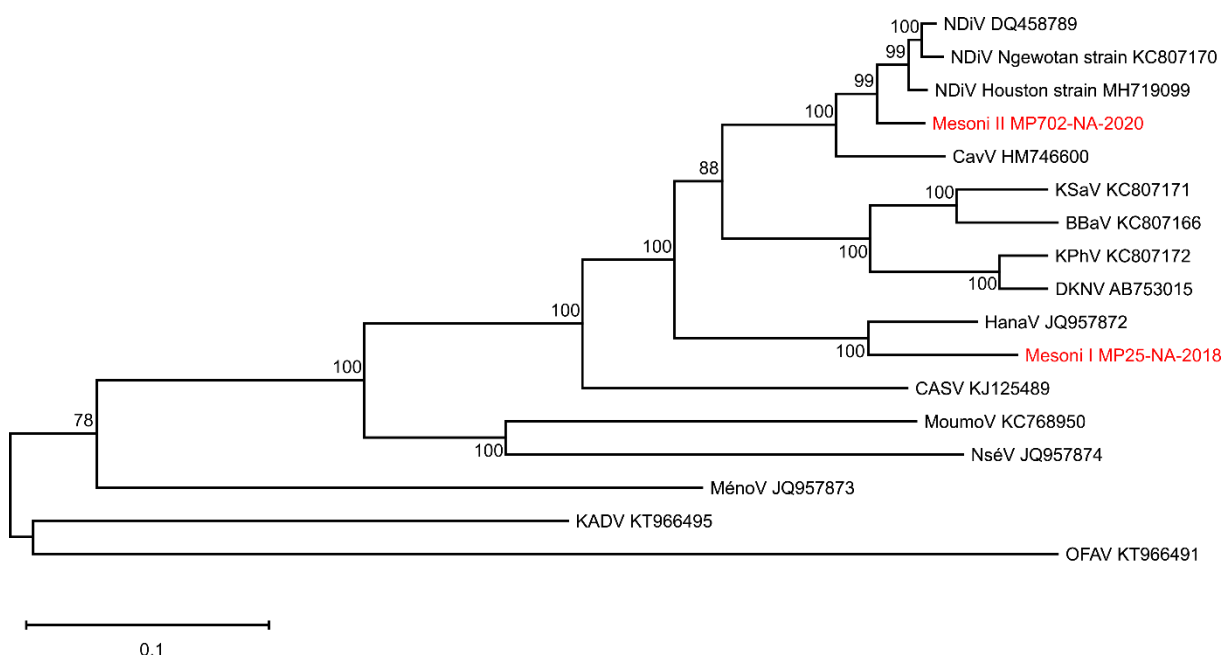 100
NDiV DQ458789
99
NDiV Ngewotan strain KC807170
99
NDiV Houston strain MH719099
100
Mesoni II MP702-NA-2020
CavV HM746600
88
100
KSaV KC807171
BBaV KC807166
100
100
KPhV KC807172
100
DKNV AB753015
100
HanaV JQ957872
100
Mesoni I MP25-NA-2018
CASV KJ125489
100
MoumoV KC768950
100
NséV JQ957874
78
MénoV JQ957873
KADV KT966495
OFAV KT966491
0.1